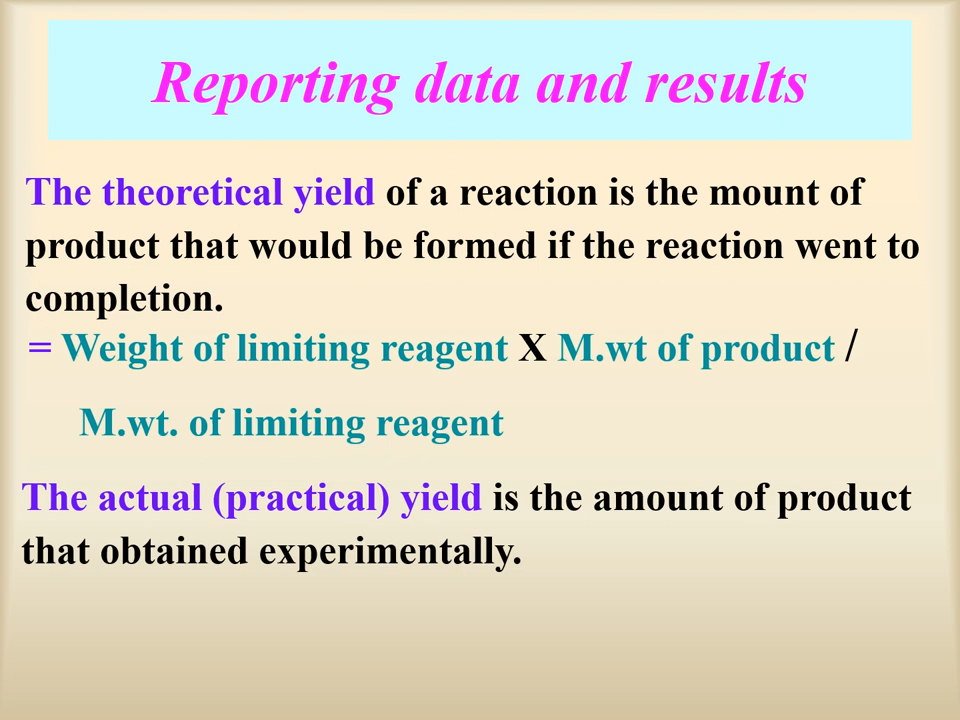 Reporting data and results
The theoretical yield of a reaction is the mount of
product that would be formed if the reaction went to
completion.
= Weight of limiting reagent X M.wt of product /
M.wt. of limiting reagent
The actual (practical) yield is the amount of product
that obtained experimentally.